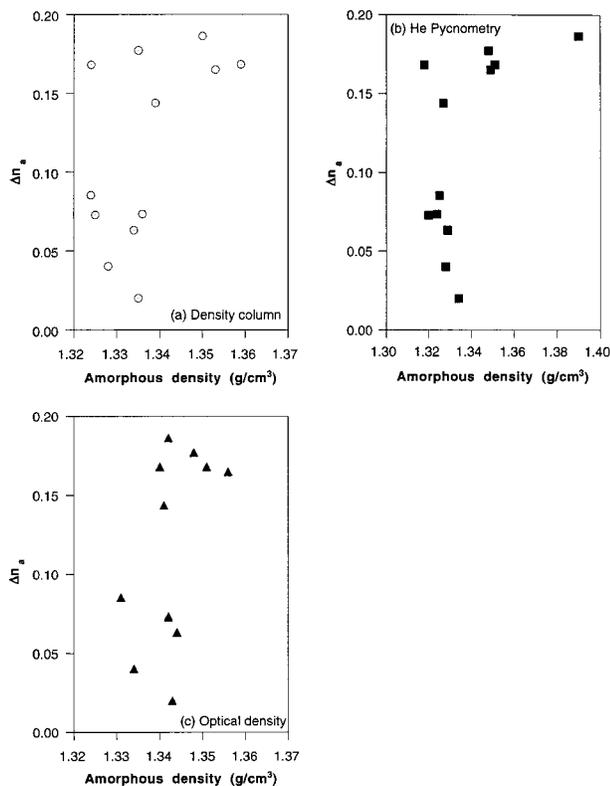 0.20
0.15
0.10
0.05
0.00
Δn a
1.32 1.33 1.34 1.35 1.36 1.37
Amorphous density (g/cm³)
(a) Density column
0.20
0.15
0.10
0.05
0.00
Δn a
1.30 1.32 1.34 1.36 1.38 1.40
Amorphous density (g/cm³)
(b) He Pycnometry
0.20
0.15
0.10
0.05
0.00
Δn a
1.32 1.33 1.34 1.35 1.36 1.37
Amorphous density (g/cm³)
(c) Optical density